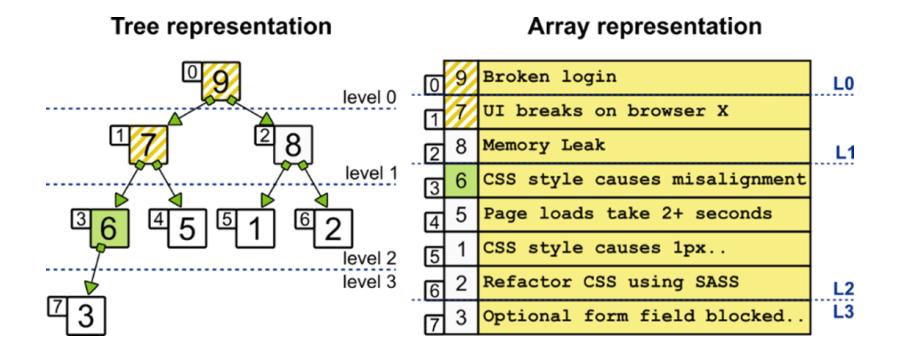 Tree representation
0 9
level 0
1 7
2 8
level 1
3 6
4 5
5 1
6 2
level 2
level 3
7 3
Array representation
0 9 Broken login
L0
1 7 UI breaks on browser X
2 8 Memory Leak
L1
3 6 CSS style causes misalignment
4 5 Page loads take 2+ seconds
5 1 CSS style causes 1px..
6 2 Refactor CSS using SASS
L2
L3
7 3 Optional form field blocked..